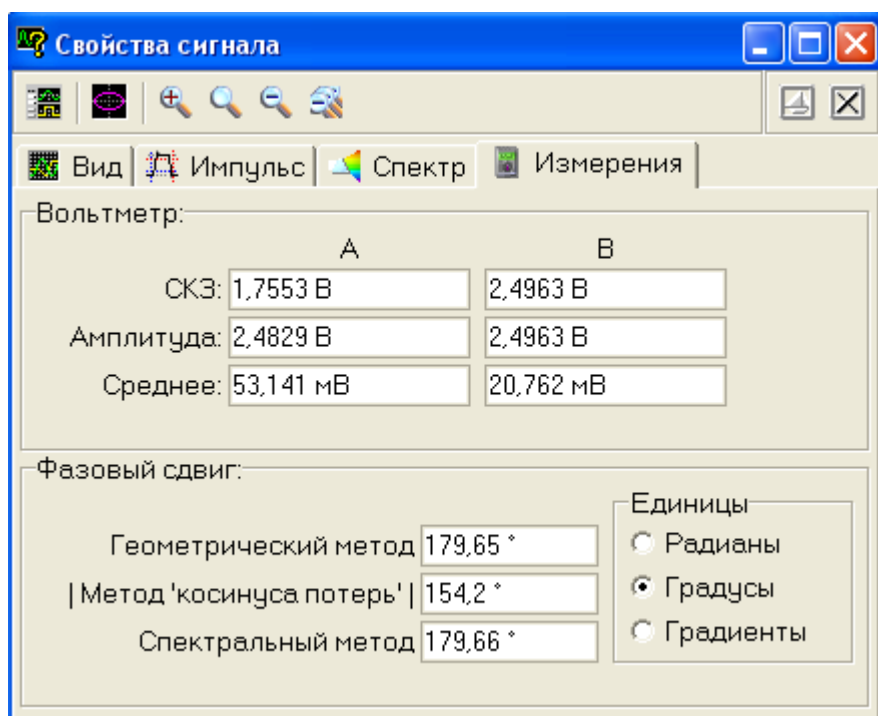 Свойства сигнала
Вид Импульс Спектр Измерения
Вольтметр:
A B
СКЗ: 1,7553 В 2,4963 В
Амплитуда: 2,4829 В 2,4963 В
Среднее: 53,141 мВ 20,762 мВ
Фазовый сдвиг:
Единицы
Геометрический метод 179,65 ° Радианы
|Метод 'косинуса потерь'| 154,2 ° Градусы
Спектральный метод 179,66 ° Градиенты